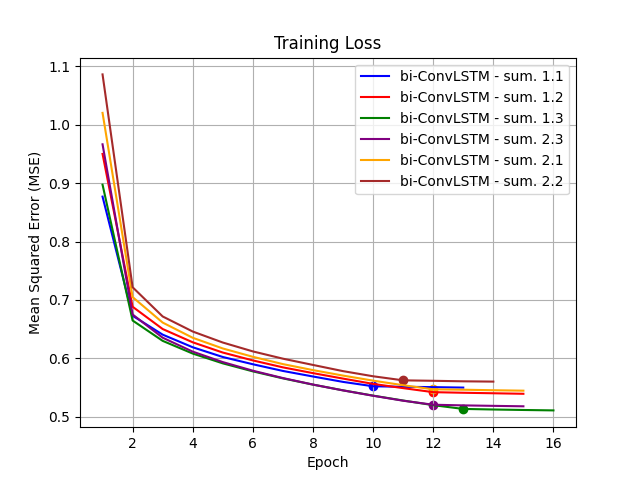 Training Loss
Mean Squared Error (MSE)
1.1
1.0
0.9
0.8
0.7
0.6
0.5
bi-ConvLSTM - sum. 1.1
bi-ConvLSTM - sum. 1.2
bi-ConvLSTM - sum. 1.3
bi-ConvLSTM - sum. 2.3
bi-ConvLSTM - sum. 2.1
bi-ConvLSTM - sum. 2.2
2 4 6 8 10 12 14 16
Epoch